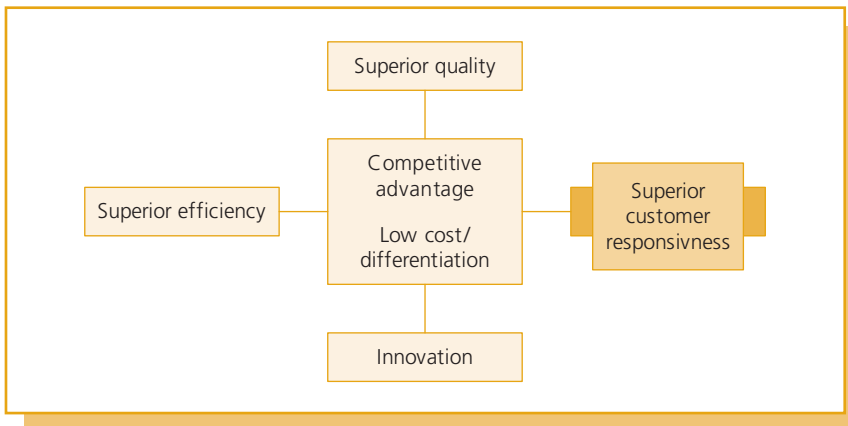 Superior quality
Competitive
advantage
Low cost/
differentiation
Superior efficiency
Superior
customer
responsivness
Innovation